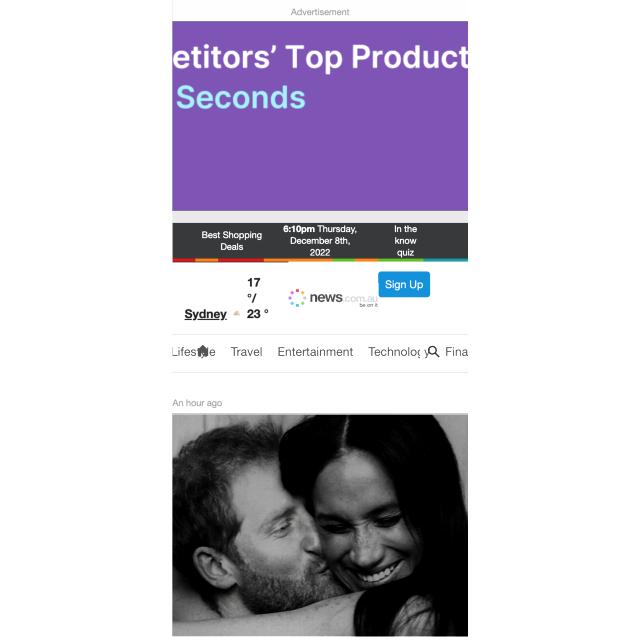 Advertisement
etitors’ Top Product
Seconds
Best Shopping
Deals
6:10pm Thursday,
December 8th,
2022
In the
know
quiz
17
°/
Sydney 23 °
news.com.au
be on it
Sign Up
Lifestyle Travel Entertainment Technology Fina
An hour ago